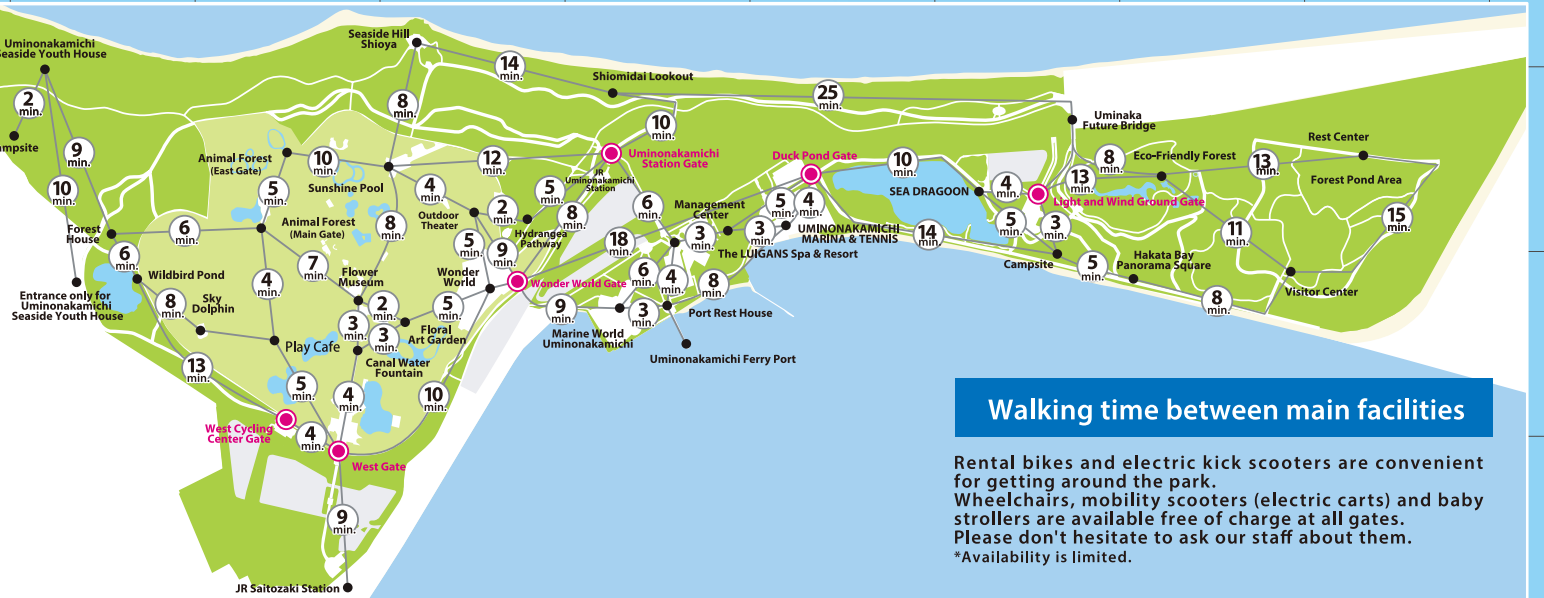 Uminonakamichi
Seaside Youth House
2
min.
9
min.
10
min.
Forest
House
Entrance only for
Uminonakamichi
Seaside Youth House
Seaside Hill
Shioya
14
min.
8
min.
Shiomidai Lookout
25
min.
10
min.
Animal Forest
(East Gate)
10
min.
Sunshine Pool
12
min.
Uminonakamichi
Station Gate
JR
Uminonakamichi
Station
5
min.
6
min.
Animal Forest
(Main Gate)
4
min.
8
min.
Outdoor
Theater
2
min.
5
min.
8
min.
Hydrangea
Pathway
5
min.
9
min.
6
min.
18
min.
6
min.
Wildbird Pond
8
min.
Sky
Dolphin
4
min.
7
min.
Flower
Museum
Wonder
World
Wonder World Gate
2
min.
5
min.
3
min.
3
min.
Floral
Art Garden
Play Cafe
Canal Water
Fountain
13
min.
5
min.
4
min.
10
min.
West Cycling
Center Gate
4
min.
West Gate
9
min.
JR Saitozaki Station
9
min.
Marine World
Uminonakamichi
6
min.
4
min.
3
min.
8
min.
Port Rest House
Uminonakamichi Ferry Port
Management
Center
3
min.
3
min.
5
min.
4
min.
Duck Pond Gate
UMINONAKAMICHI
MARINA & TENNIS
The LUIGANS Spa & Resort
10
min.
14
min.
SEA DRAGOON
4
min.
5
min.
3
min.
Light and Wind Ground Gate
Campsite
5
min.
Hakata Bay
Panorama Square
8
min.
Uminaka
Future Bridge
8
min.
13
min.
Eco-Friendly Forest
13
min.
Rest Center
Forest Pond Area
15
min.
11
min.
Visitor Center
Walking time between main facilities
Rental bikes and electric kick scooters are convenient
for getting around the park.
Wheelchairs, mobility scooters (electric carts) and baby
strollers are available free of charge at all gates.
Please don't hesitate to ask our staff about them.
*Availability is limited.